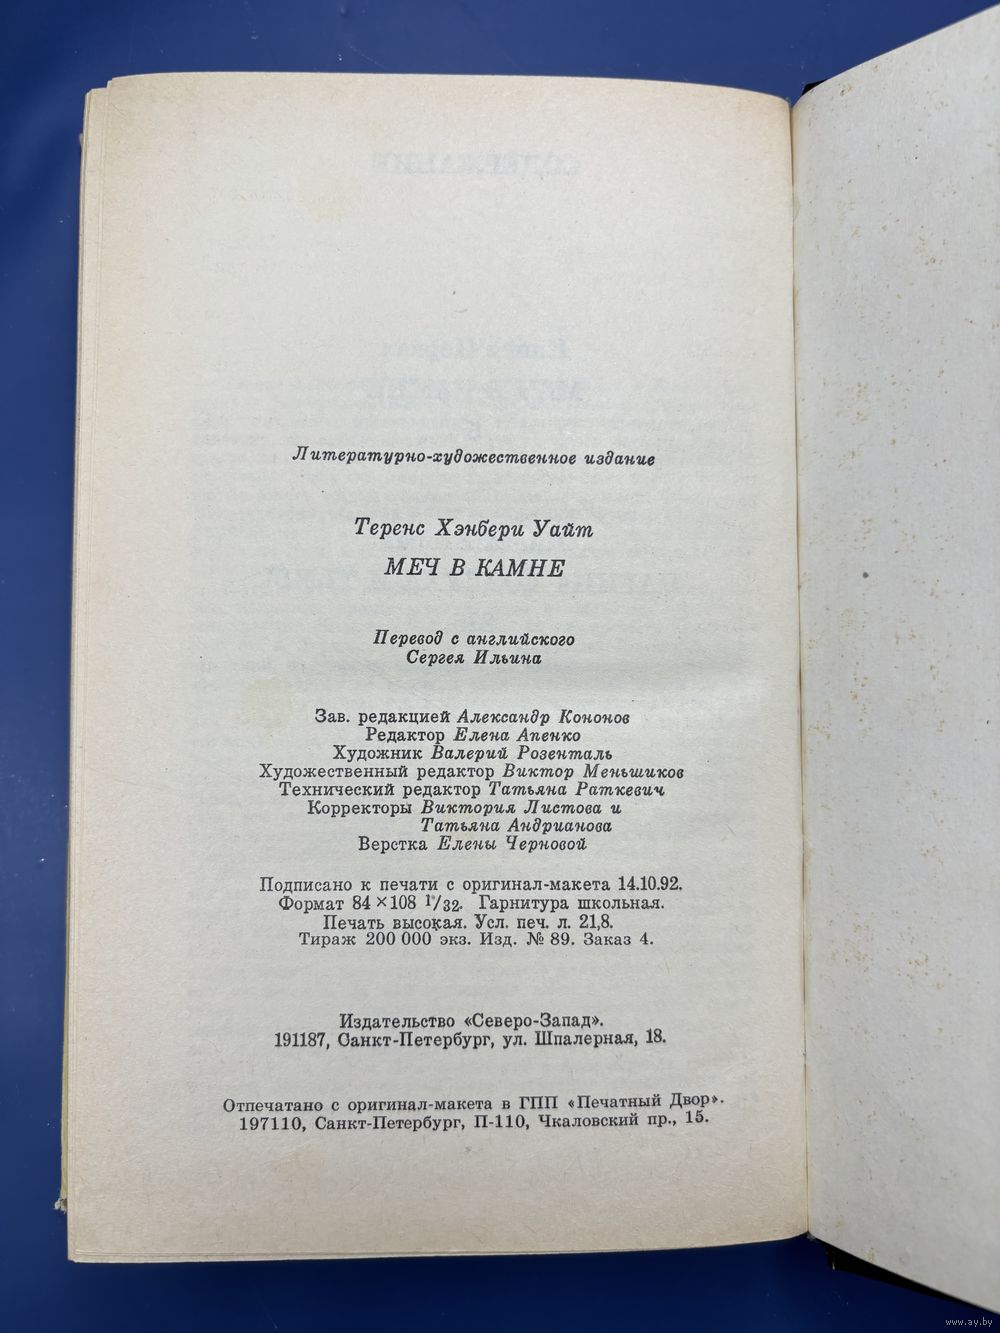 Литературно-художественное издание
Теренс Хэнбери Уайт
МЕЧ В КАМНЕ
Перевод с английского
Сергея Ильина
Зав. редакцией Александр Кононов
Редактор Елена Апенко
Художник Валерий Розенталь
Художественный редактор Виктор Меньшиков
Технический редактор Татьяна Раткевич
Корректоры Виктория Листова и
Татьяна Андрианова
Верстка Елены Черновой
Подписано к печати с оригинал-макета 14.10.92.
Формат 84×108 1/32. Гарнитура школьная.
Печать высокая. Усл. печ. л. 21,8.
Тираж 200 000 экз. Изд. № 89. Заказ 4.
Издательство «Северо-Запад».
191187, Санкт-Петербург, ул. Шпалерная, 18.
Отпечатано с оригинал-макета в ГПП «Печатный Двор».
197110, Санкт-Петербург, П-110, Чкаловский пр., 15.
www.ay.by